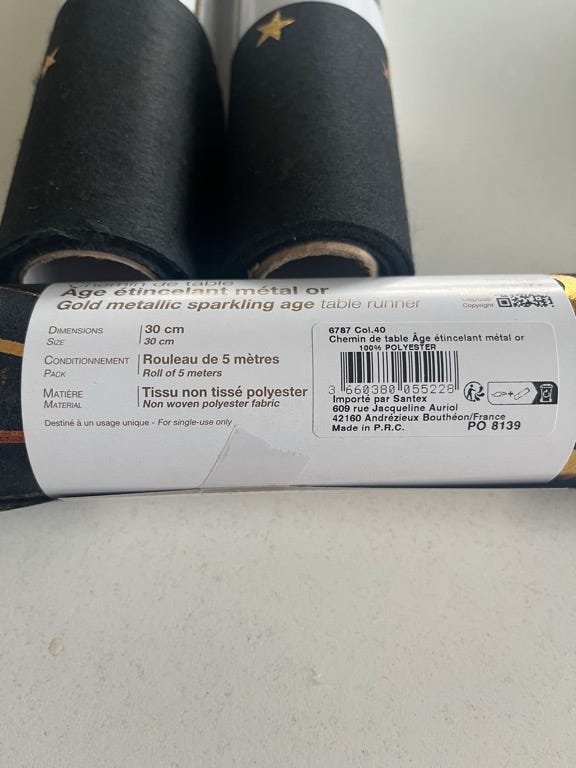 Chemin de table
Âge étincelant métal or
Gold metallic sparkling age table runner
DIMENSIONS
SIZE
30 cm
30 cm
CONDITIONNEMENT
PACK
Rouleau de 5 mètres
Roll of 5 meters
MATIÈRE
MATERIAL
Tissu non tissé polyester
Non woven polyester fabric
Destiné à un usage unique - For single-use only
Copyright
6787 Col.40
Chemin de table Âge étincelant métal or
100% POLYESTER
3 660380 055228
Importé par Santex
609 rue Jacqueline Auriol
42160 Andrézieux Bouthéon/France
Made in P.R.C. PO 8139